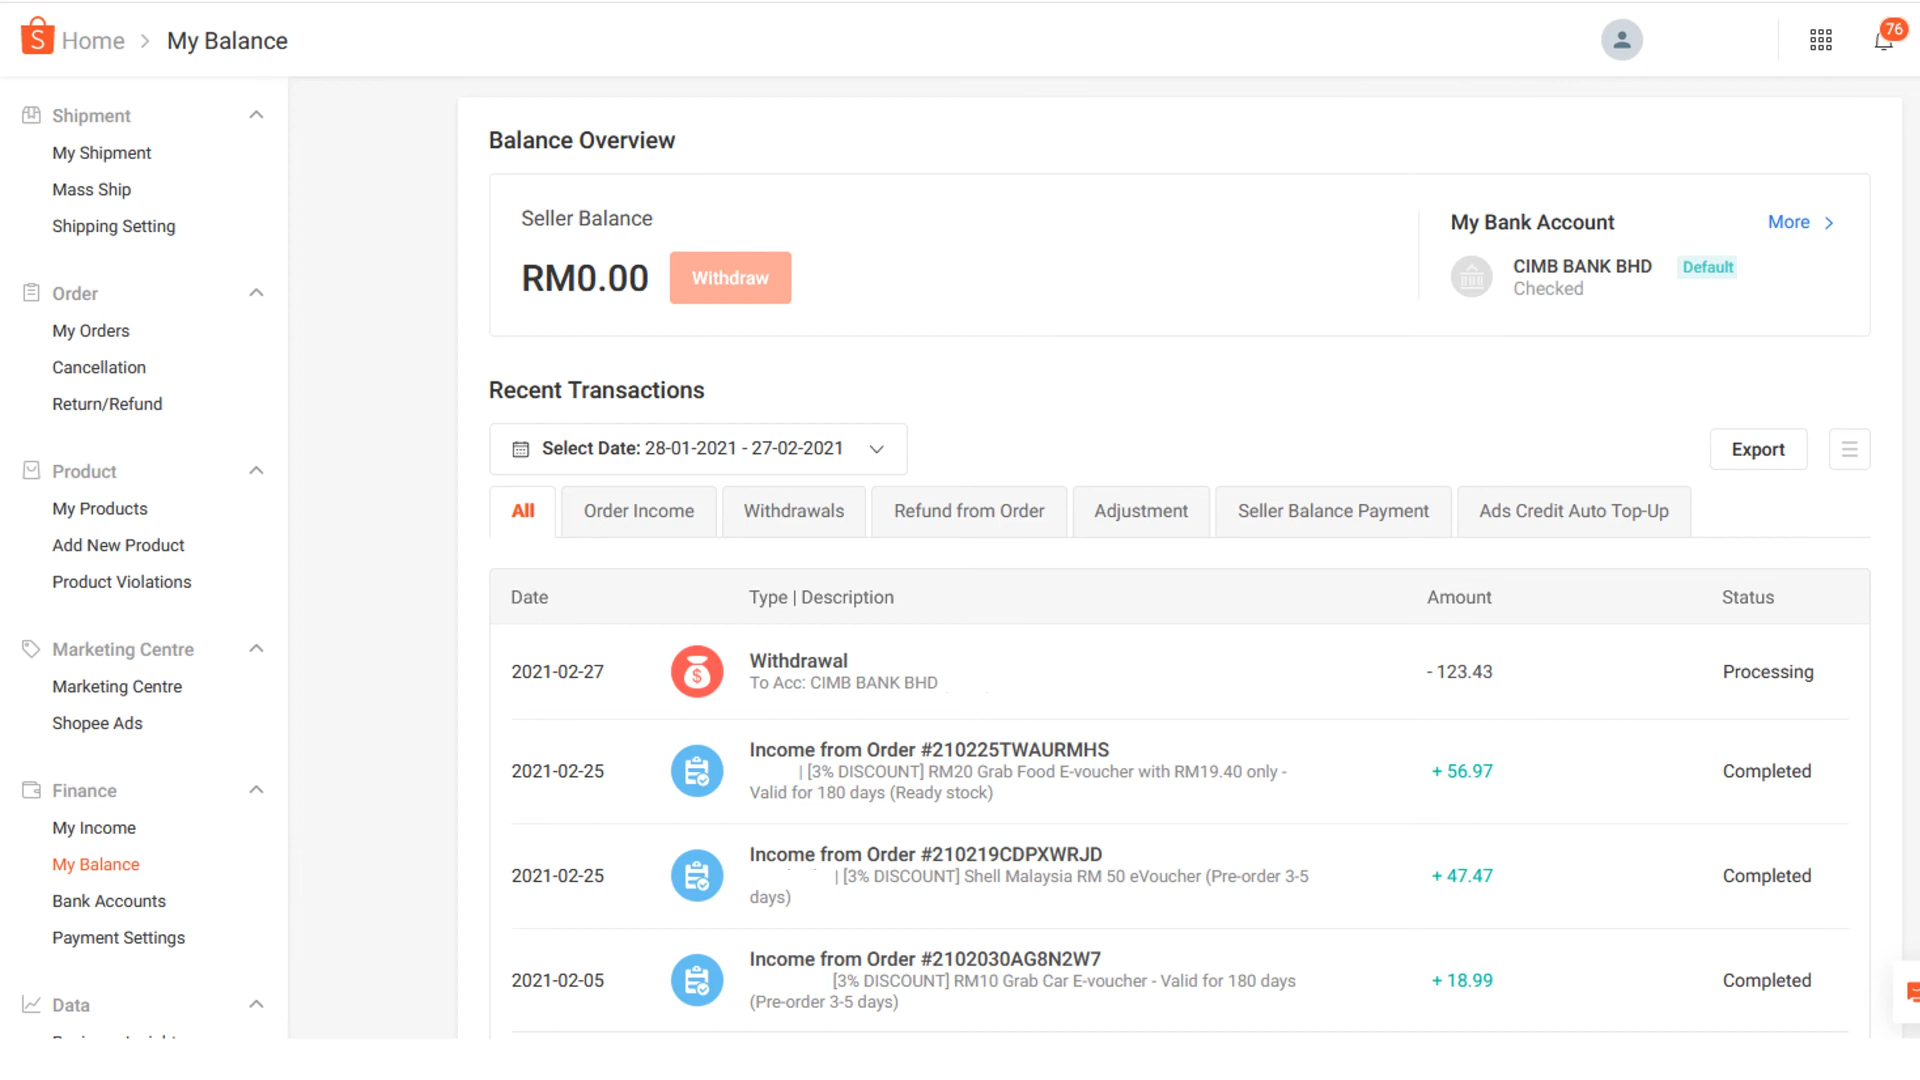 S Home > My Balance
76
Shipment
My Shipment
Mass Ship
Shipping Setting
Order
My Orders
Cancellation
Return/Refund
Product
My Products
Add New Product
Product Violations
Marketing Centre
Marketing Centre
Shopee Ads
Finance
My Income
My Balance
Bank Accounts
Payment Settings
Data
Balance Overview
Seller Balance
RM0.00 Withdraw
My Bank Account More >
CIMB BANK BHD Default
Checked
Recent Transactions
Select Date: 28-01-2021 - 27-02-2021
Export
All Order Income Withdrawals Refund from Order Adjustment Seller Balance Payment Ads Credit Auto Top-Up
Date Type | Description Amount Status
2021-02-27 Withdrawal - 123.43 Processing
To Acc: CIMB BANK BHD
Income from Order #210225TWAURMHS
2021-02-25 | [3% DISCOUNT] RM20 Grab Food E-voucher with RM19.40 only - + 56.97 Completed
Valid for 180 days (Ready stock)
Income from Order #210219CDPXWRJD
2021-02-25 | [3% DISCOUNT] Shell Malaysia RM 50 eVoucher (Pre-order 3-5 + 47.47 Completed
days)
Income from Order #2102030AG8N2W7
2021-02-05 [3% DISCOUNT] RM10 Grab Car E-voucher - Valid for 180 days + 18.99 Completed
(Pre-order 3-5 days)